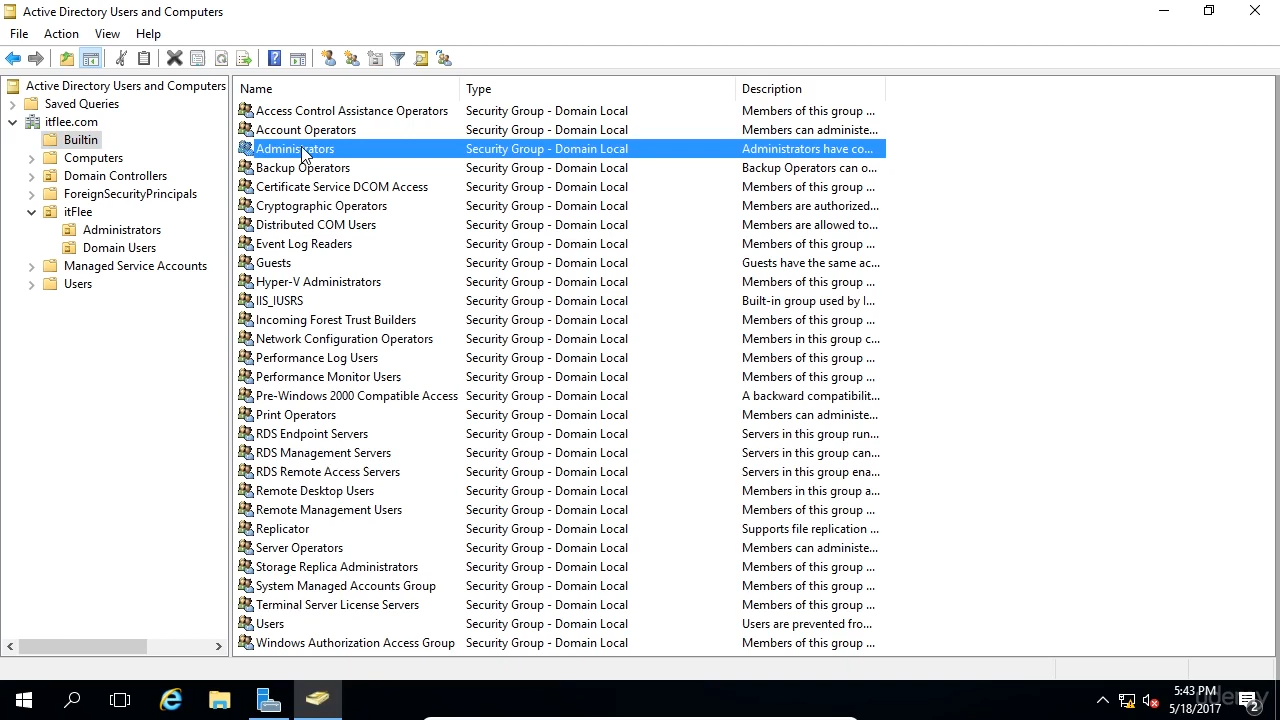 Active Directory Users and Computers
File Action View Help
Active Directory Users and Computers
Saved Queries
itflee.com
Builtin
Computers
Domain Controllers
ForeignSecurityPrincipals
itFlee
Administrators
Domain Users
Managed Service Accounts
Users
Name Type Description
Access Control Assistance Operators Security Group - Domain Local Members of this group ...
Account Operators Security Group - Domain Local Members can administe...
Administrators Security Group - Domain Local Administrators have co...
Backup Operators Security Group - Domain Local Backup Operators can o...
Certificate Service DCOM Access Security Group - Domain Local Members of this group ...
Cryptographic Operators Security Group - Domain Local Members are authorized...
Distributed COM Users Security Group - Domain Local Members are allowed to...
Event Log Readers Security Group - Domain Local Members of this group ...
Guests Security Group - Domain Local Guests have the same ac...
Hyper-V Administrators Security Group - Domain Local Members of this group ...
IIS_IUSRS Security Group - Domain Local Built-in group used by I...
Incoming Forest Trust Builders Security Group - Domain Local Members of this group ...
Network Configuration Operators Security Group - Domain Local Members in this group c...
Performance Log Users Security Group - Domain Local Members of this group ...
Performance Monitor Users Security Group - Domain Local Members of this group ...
Pre-Windows 2000 Compatible Access Security Group - Domain Local A backward compatibilit...
Print Operators Security Group - Domain Local Members can administe...
RDS Endpoint Servers Security Group - Domain Local Servers in this group run...
RDS Management Servers Security Group - Domain Local Servers in this group can...
RDS Remote Access Servers Security Group - Domain Local Servers in this group ena...
Remote Desktop Users Security Group - Domain Local Members in this group a...
Remote Management Users Security Group - Domain Local Members of this group ...
Replicator Security Group - Domain Local Supports file replication ...
Server Operators Security Group - Domain Local Members can administe...
Storage Replica Administrators Security Group - Domain Local Members of this group ...
System Managed Accounts Group Security Group - Domain Local Members of this group ...
Terminal Server License Servers Security Group - Domain Local Members of this group ...
Users Security Group - Domain Local Users are prevented fro...
Windows Authorization Access Group Security Group - Domain Local Members of this group ...
5:43 PM
5/18/2017
2
udemy